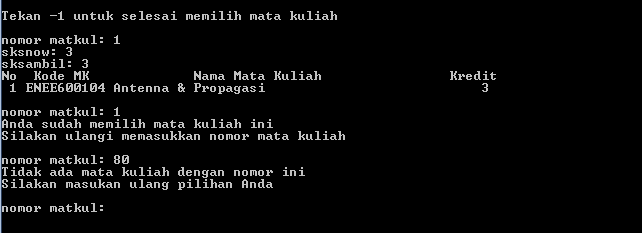 Tekan -1 untuk selesai memilih mata kuliah
nomor matkul: 1
sksnow: 3
sksambil: 3
No Kode MK Nama Mata Kuliah Kredit
1 ENEE600104 Antenna & Propagasi 3
nomor matkul: 1
Anda sudah memilih mata kuliah ini
Silakan ulangi memasukkan nomor mata kuliah
nomor matkul: 80
Tidak ada mata kuliah dengan nomor ini
Silakan masukan ulang pilihan Anda
nomor matkul: